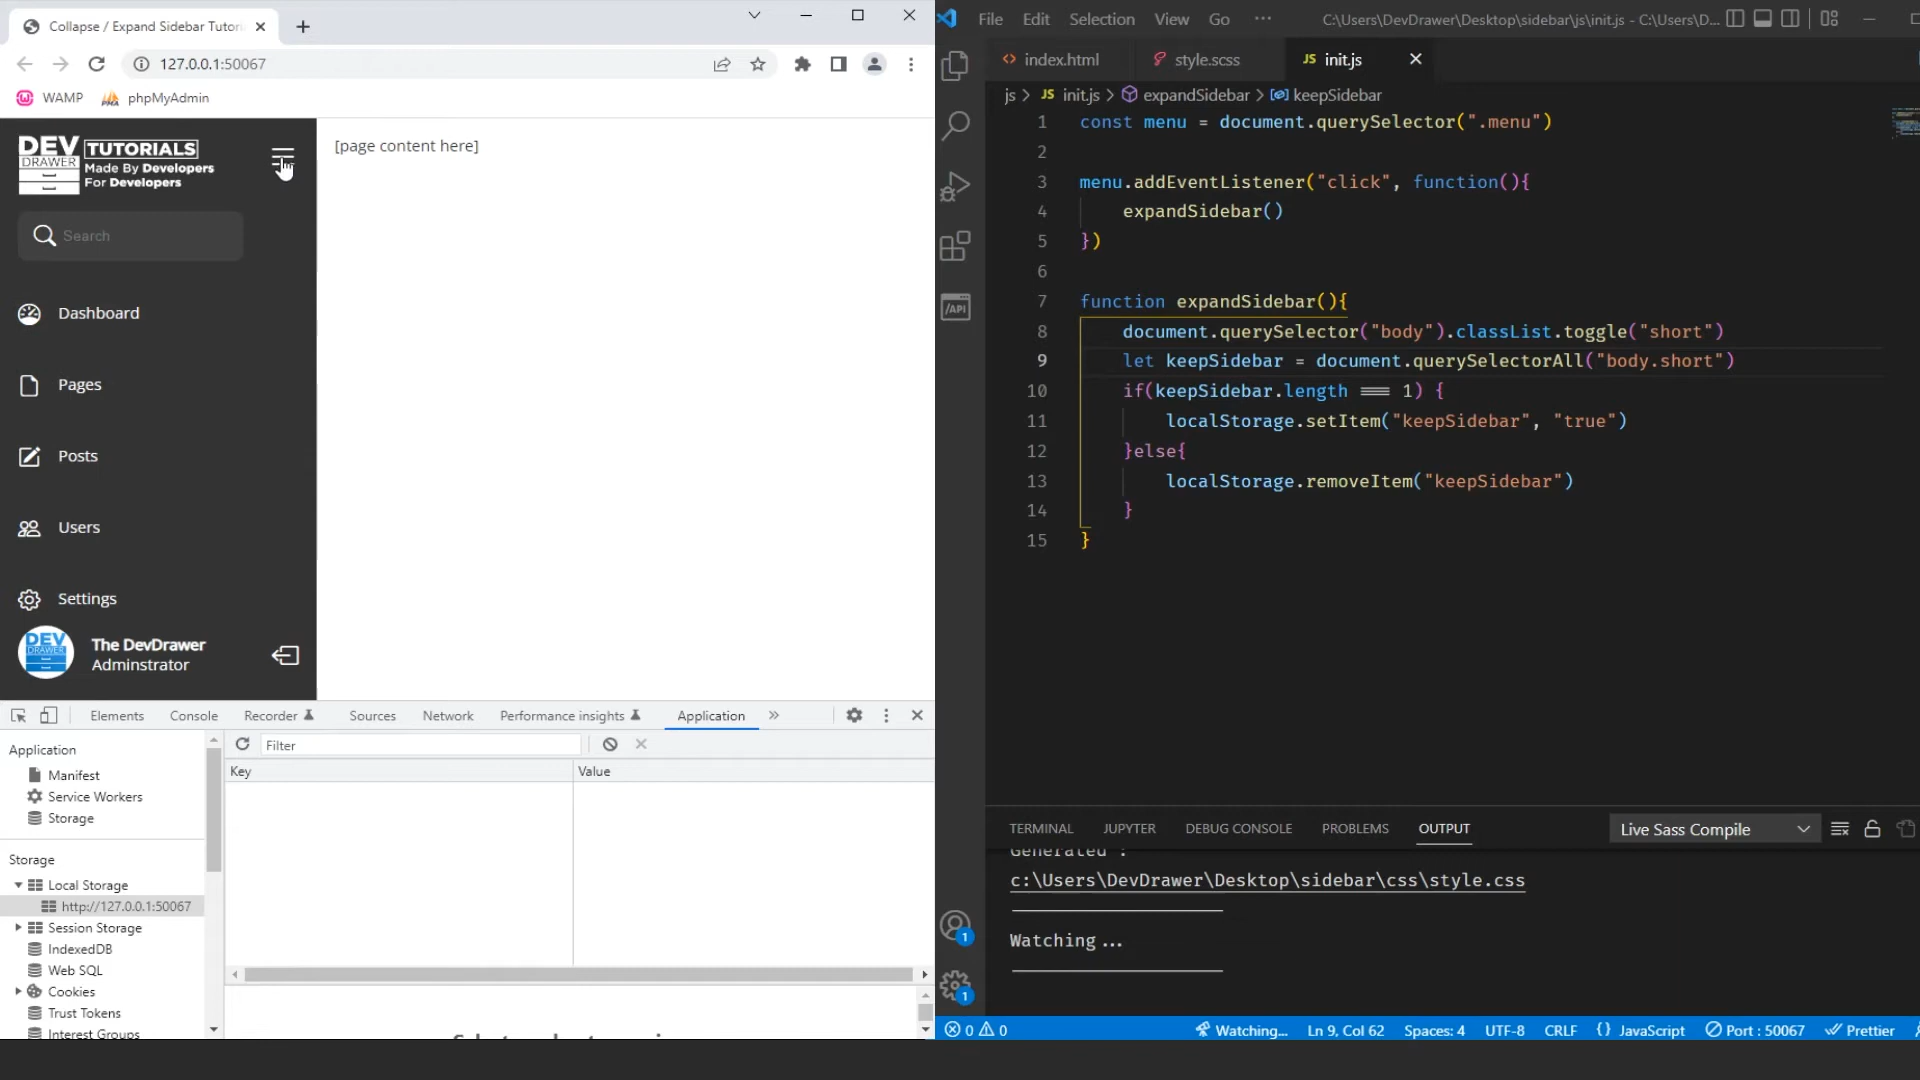 Collapse / Expand Sidebar Tutori
127.0.0.1:50067
WAMP
phpMyAdmin
DEV
DRAWER
TUTORIALS
Made By Developers
For Developers
Search
Dashboard
Pages
Posts
Users
Settings
DEV
DRAWER
The DevDrawer
Adminstrator
[page content here]
Elements Console Recorder Sources Network Performance insights Application »
Application
Manifest
Service Workers
Storage
Storage
Local Storage
http://127.0.0.1:50067
Session Storage
IndexedDB
Web SQL
Cookies
Trust Tokens
Interest Groups
Filter
Key Value
File Edit Selection View Go ··· C:\Users\DevDrawer\Desktop\sidebar\js\init.js - C:\Users\D...
index.html style.scss JS init.js
js > JS init.js > expandSidebar > keepSidebar
/API
1 const menu = document.querySelector(".menu")
2
3 menu.addEventListener("click", function(){
4 expandSidebar()
5 })
6
7 function expandSidebar(){
8 document.querySelector("body").classList.toggle("short")
9 let keepSidebar = document.querySelectorAll("body.short")
10 if(keepSidebar.length === 1) {
11 localStorage.setItem("keepSidebar", "true")
12 }else{
13 localStorage.removeItem("keepSidebar")
14 }
15 }
TERMINAL JUPYTER DEBUG CONSOLE PROBLEMS OUTPUT Live Sass Compile
Generated :
c:\Users\DevDrawer\Desktop\sidebar\css\style.css
Watching...
1
1
0 0 Watching... Ln 9, Col 62 Spaces: 4 UTF-8 CRLF {} JavaScript Port : 50067 Prettier